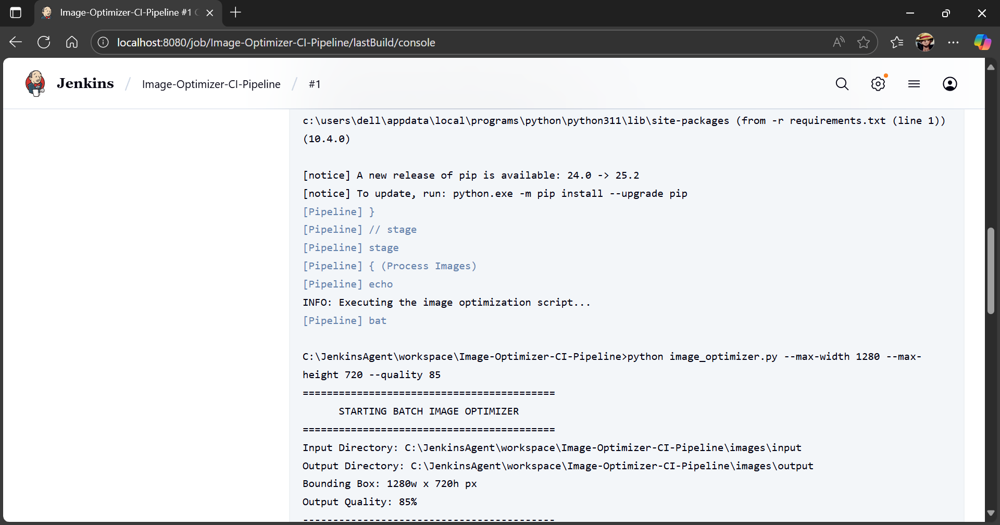 Image-Optimizer-CI-Pipeline #1
localhost:8080/job/Image-Optimizer-CI-Pipeline/lastBuild/console
Jenkins / Image-Optimizer-CI-Pipeline / #1
c:\users\dell\appdata\local\programs\python\python311\lib\site-packages (from -r requirements.txt (line 1))
(10.4.0)
[notice] A new release of pip is available: 24.0 -> 25.2
[notice] To update, run: python.exe -m pip install --upgrade pip
[Pipeline] }
[Pipeline] // stage
[Pipeline] stage
[Pipeline] { (Process Images)
[Pipeline] echo
INFO: Executing the image optimization script...
[Pipeline] bat
C:\JenkinsAgent\workspace\Image-Optimizer-CI-Pipeline>python image_optimizer.py --max-width 1280 --max-
height 720 --quality 85
==========================================
STARTING BATCH IMAGE OPTIMIZER
==========================================
Input Directory: C:\JenkinsAgent\workspace\Image-Optimizer-CI-Pipeline\images\input
Output Directory: C:\JenkinsAgent\workspace\Image-Optimizer-CI-Pipeline\images\output
Bounding Box: 1280w x 720h px
Output Quality: 85%
------------------------------------------